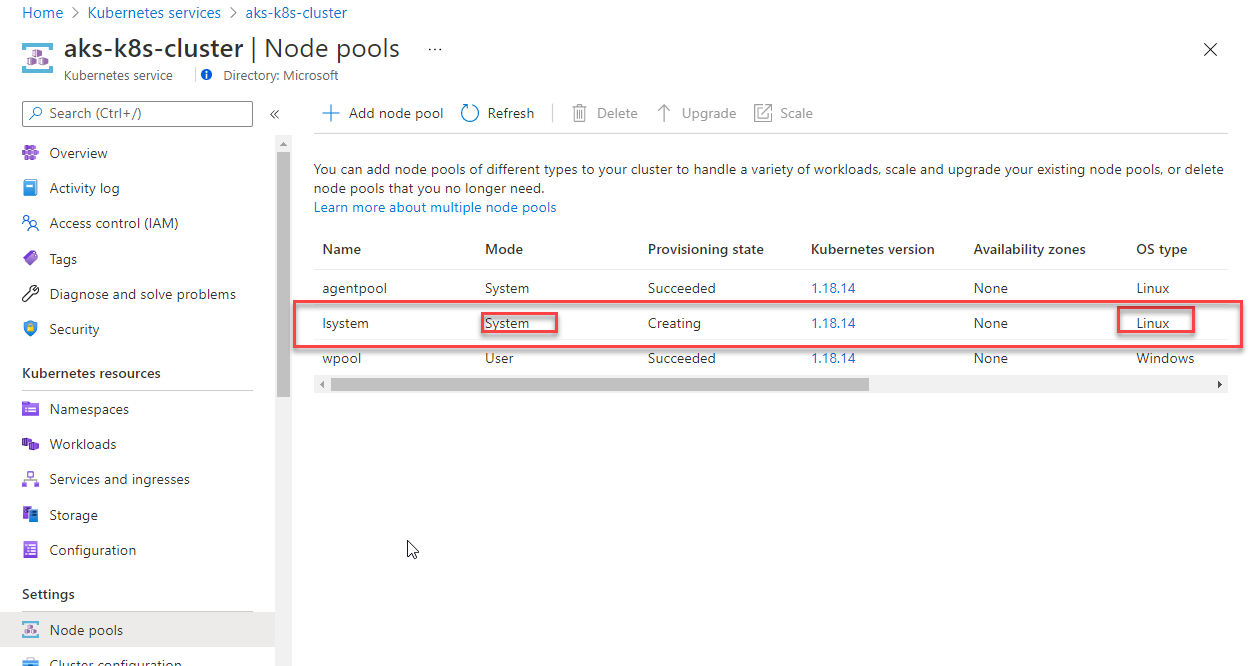 Home > Kubernetes services > aks-k8s-cluster
aks-k8s-cluster | Node pools ...
Kubernetes service
Directory: Microsoft
Search (Ctrl+/)
«
Add node pool
Refresh
Delete
Upgrade
Scale
Overview
Activity log
Access control (IAM)
Tags
Diagnose and solve problems
Security
Kubernetes resources
Namespaces
Workloads
Services and ingresses
Storage
Configuration
Settings
Node pools
Cluster configuration
You can add node pools of different types to your cluster to handle a variety of workloads, scale and upgrade your existing node pools, or delete
node pools that you no longer need.
Learn more about multiple node pools
Name Mode Provisioning state Kubernetes version Availability zones OS type
agentpool System Succeeded 1.18.14 None Linux
lsystem System Creating 1.18.14 None Linux
wpool User Succeeded 1.18.14 None Windows